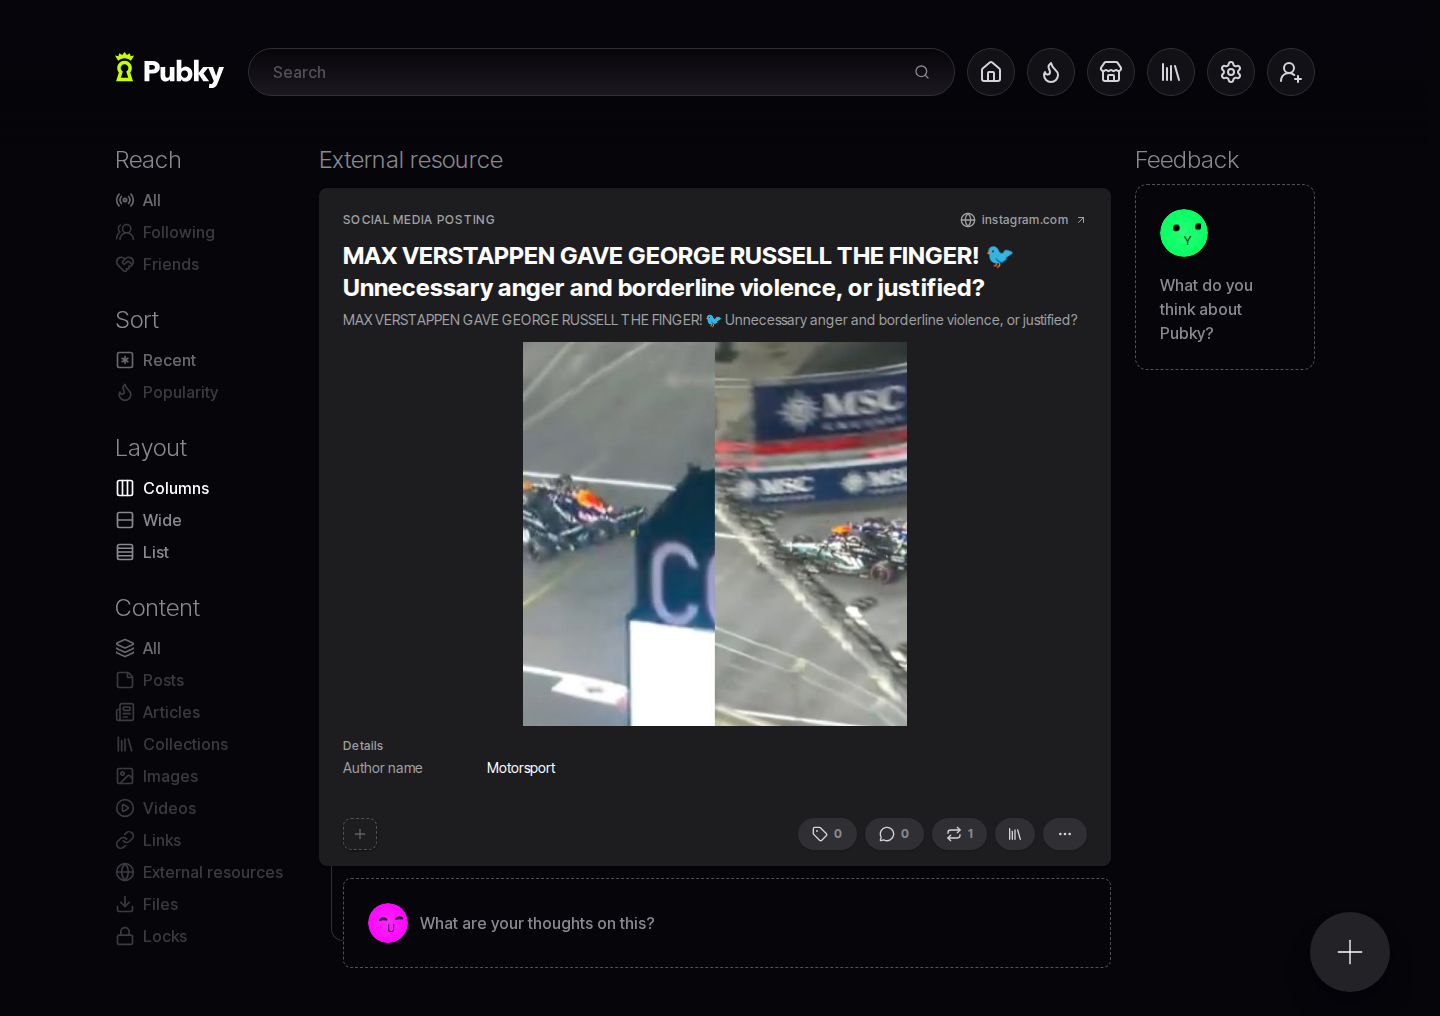 Pubky
Search
Reach
All
Following
Friends
Sort
Recent
Popularity
Layout
Columns
Wide
List
Content
All
Posts
Articles
Collections
Images
Videos
Links
External resources
Files
Locks
External resource
SOCIAL MEDIA POSTING
instagram.com
MAX VERSTAPPEN GAVE GEORGE RUSSELL THE FINGER! 🐦
Unnecessary anger and borderline violence, or justified?
MAX VERSTAPPEN GAVE GEORGE RUSSELL THE FINGER! 🐦 Unnecessary anger and borderline violence, or justified?
MSC
MSC
MSC
Details
Author name Motorsport
0 0 1
What are your thoughts on this?
Feedback
What do you
think about
Pubky?